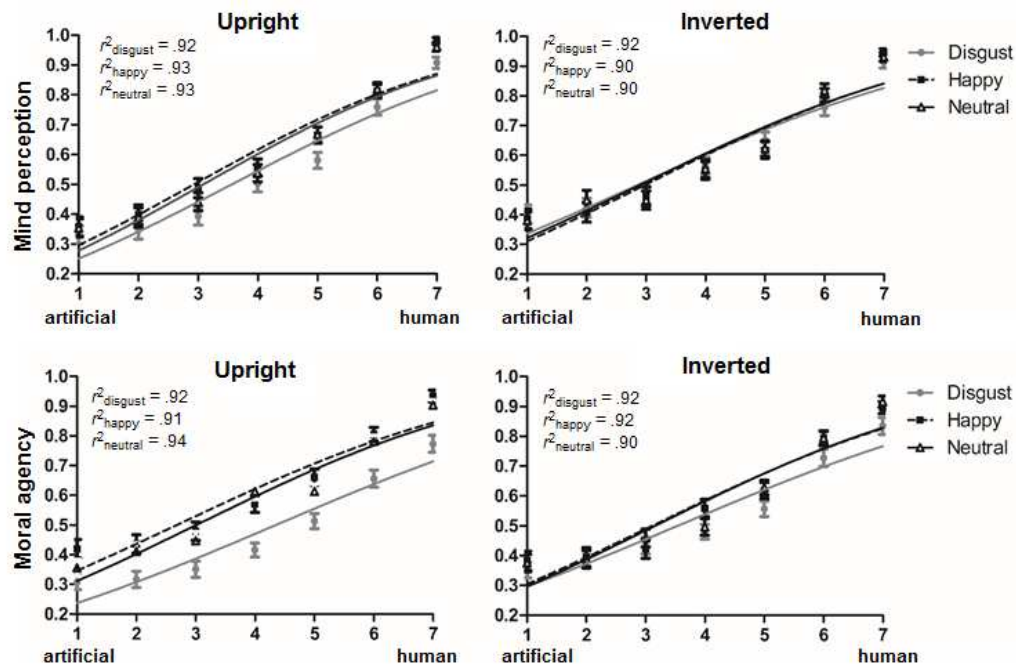 Upright
Inverted
Mind perception
1.0
0.9
0.8
0.7
0.6
0.5
0.4
0.3
0.2
r²disgust = .92
r²happy = .93
r²neutral = .93
1 2 3 4 5 6 7
artificial human
1.0
0.9
0.8
0.7
0.6
0.5
0.4
0.3
0.2
r²disgust = .92
r²happy = .90
r²neutral = .90
1 2 3 4 5 6 7
artificial human
Disgust
Happy
Neutral
Upright
Inverted
Moral agency
1.0
0.9
0.8
0.7
0.6
0.5
0.4
0.3
0.2
r²disgust = .92
r²happy = .91
r²neutral = .94
1 2 3 4 5 6 7
artificial human
1.0
0.9
0.8
0.7
0.6
0.5
0.4
0.3
0.2
r²disgust = .92
r²happy = .92
r²neutral = .90
1 2 3 4 5 6 7
artificial human
Disgust
Happy
Neutral